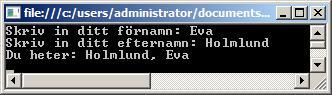 file:///c:/users/administrator/documents...
Skriv in ditt förnamn: Eva
Skriv in ditt efternamn: Holmlund
Du heter: Holmlund, Eva